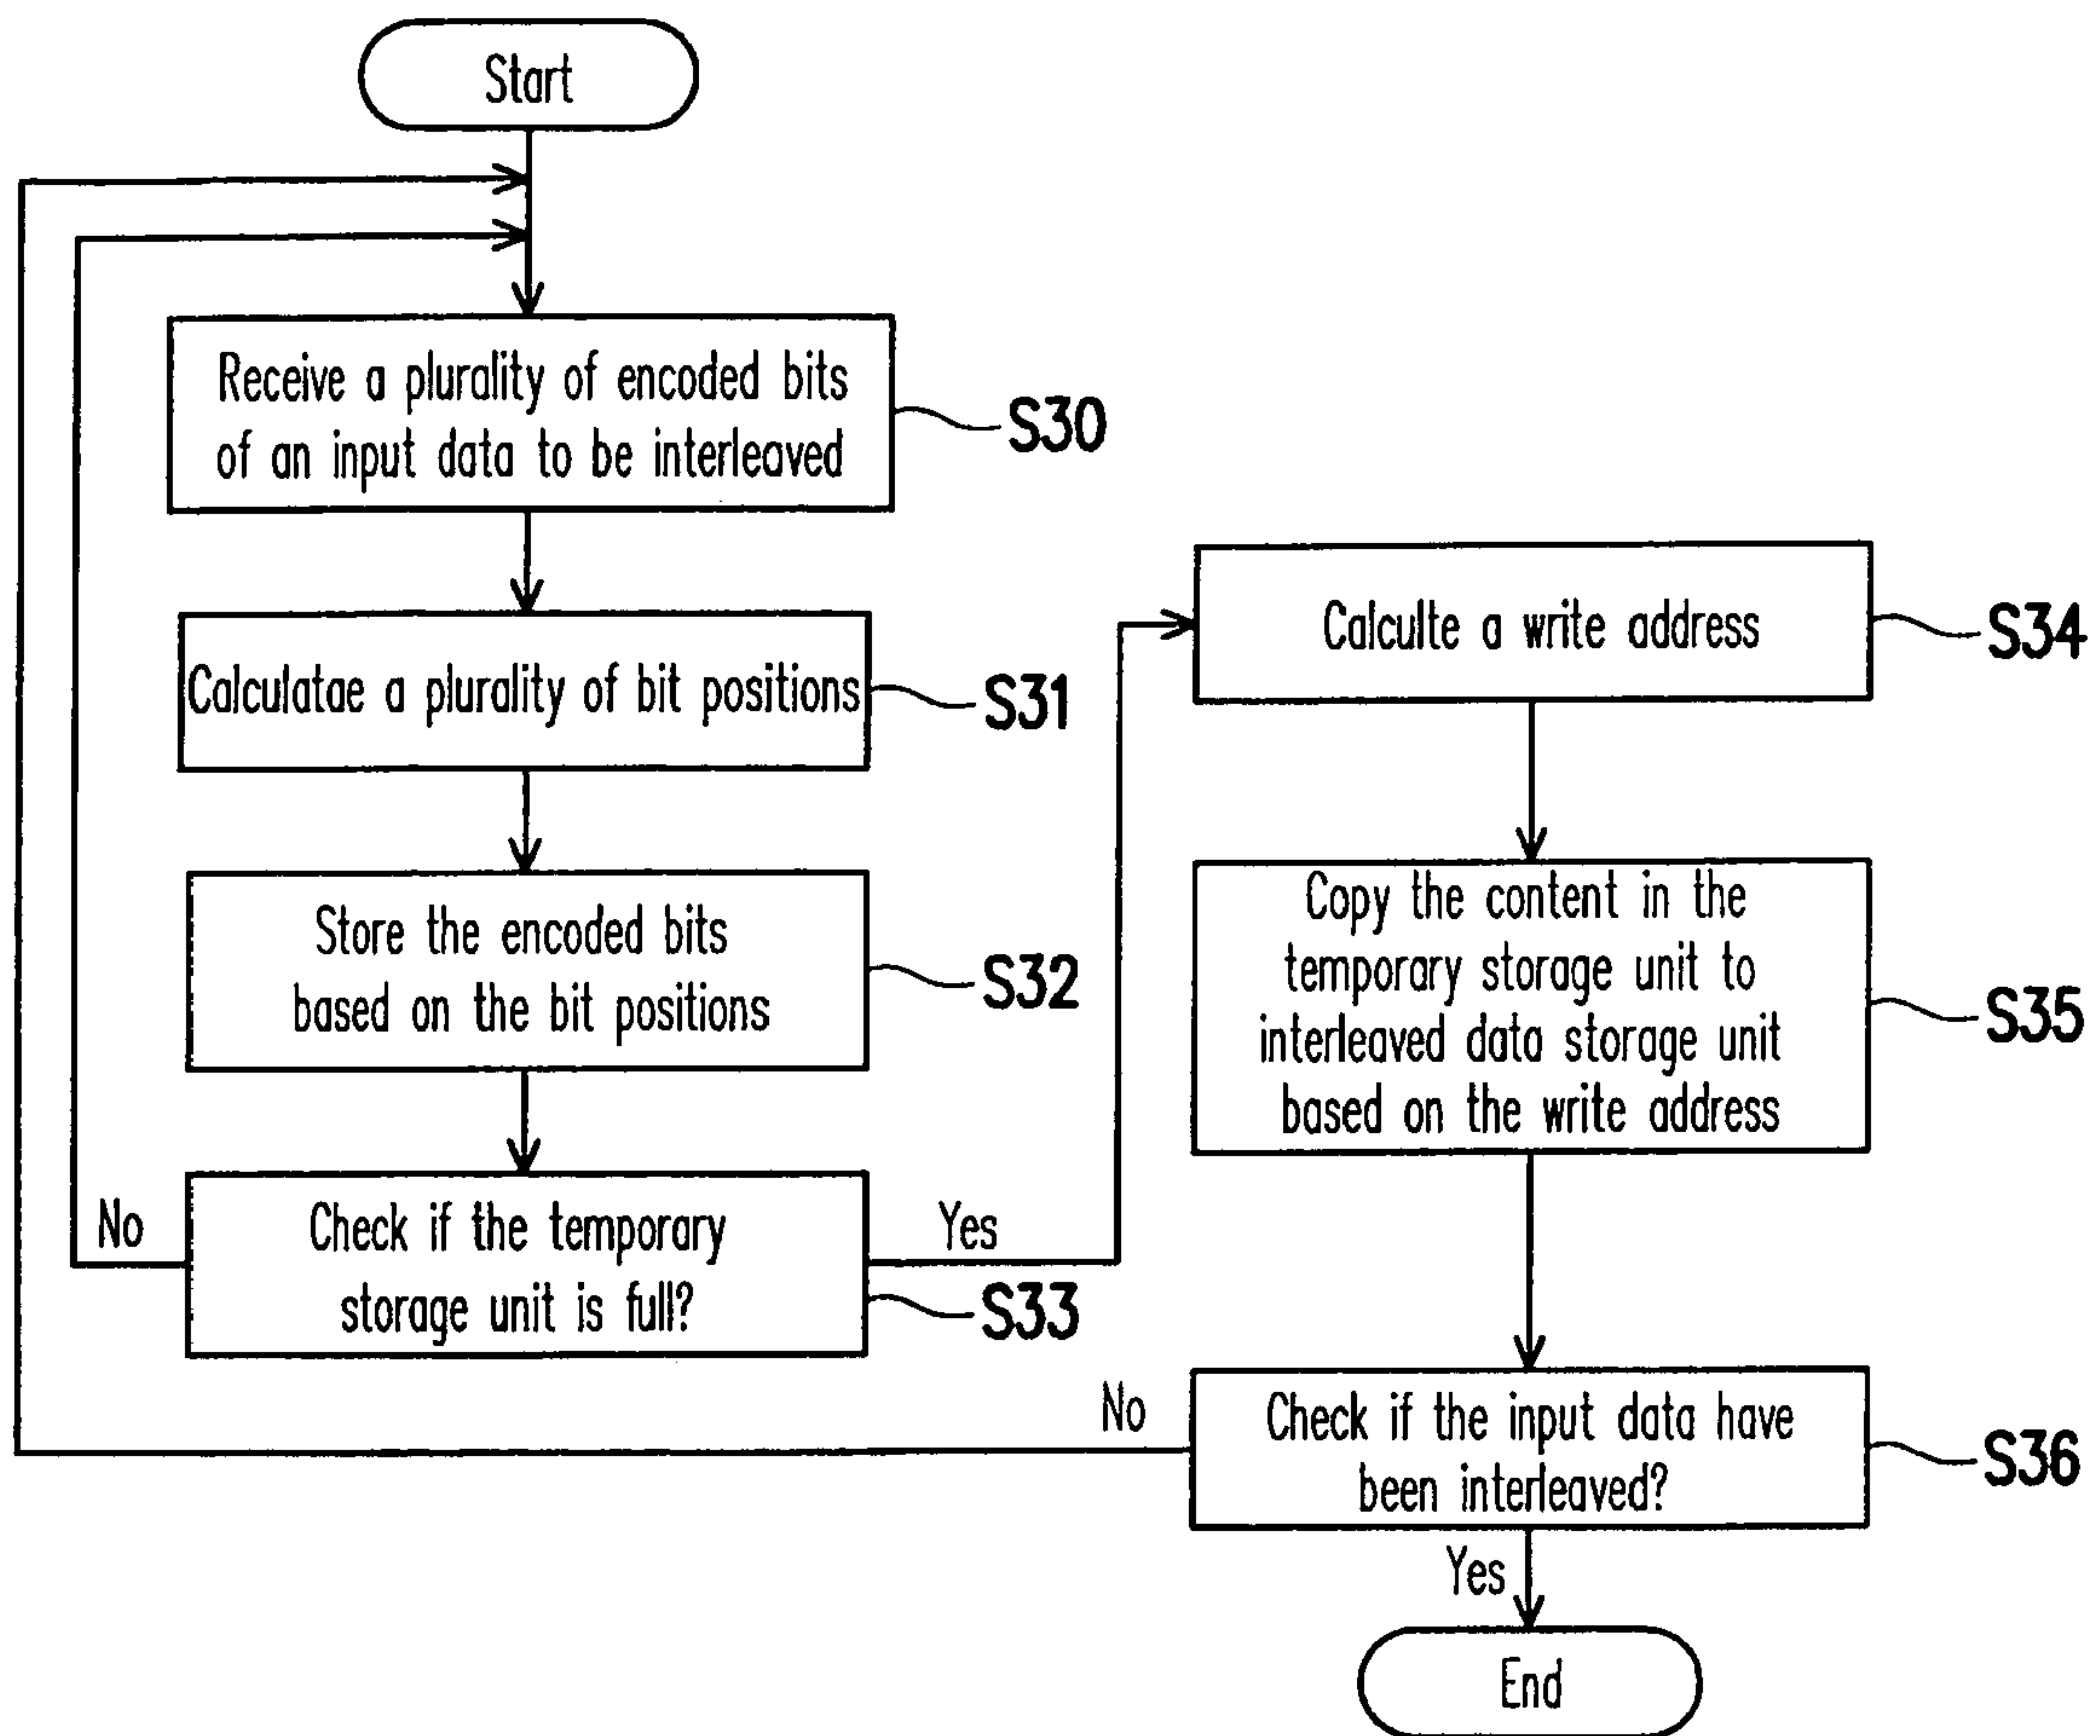 Start
Receive a plurality of encoded bits
of an input data to be interleaved
S30
Calculatae a plurality of bit positions
S31
Store the encoded bits
based on the bit positions
S32
Check if the temporary
storage unit is full?
S33
No
Yes
Calculte a write address
S34
Copy the content in the
temporary storage unit to
interleaved data storage unit
based on the write address
S35
Check if the input data have
been interleaved?
S36
No
Yes
End